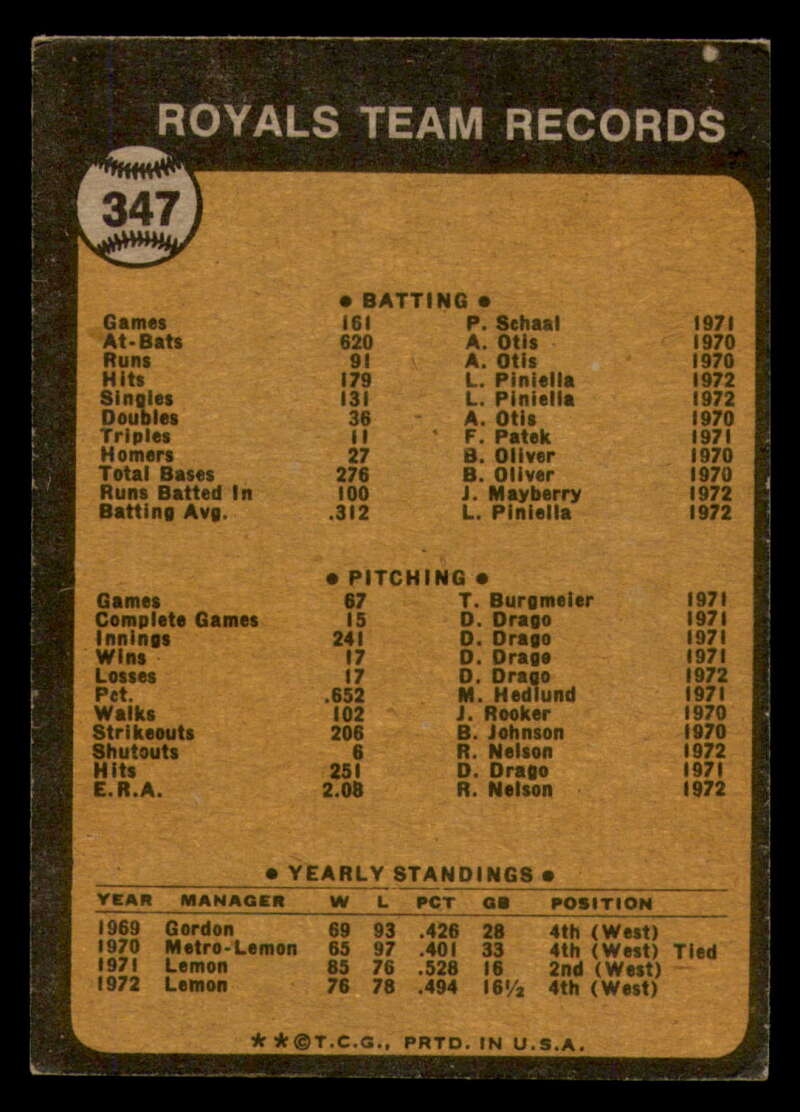 ROYALS TEAM RECORDS
347
• BATTING •
Games 161 P. Schaal 1971
At-Bats 620 A. Otis 1970
Runs 91 A. Otis 1970
Hits 179 L. Piniella 1972
Singles 131 L. Piniella 1972
Doubles 36 A. Otis 1970
Triples 11 F. Patek 1971
Homers 27 B. Oliver 1970
Total Bases 276 B. Oliver 1970
Runs Batted In 100 J. Mayberry 1972
Batting Avg. .312 L. Piniella 1972
• PITCHING •
Games 67 T. Burgmeier 1971
Complete Games 15 D. Drago 1971
Innings 241 D. Drago 1971
Wins 17 D. Drago 1971
Losses 17 D. Drago 1972
Pct. .652 M. Hedlund 1971
Walks 102 J. Rooker 1970
Strikeouts 206 B. Johnson 1970
Shutouts 6 R. Nelson 1972
Hits 251 D. Drago 1971
E.R.A. 2.08 R. Nelson 1972
• YEARLY STANDINGS •
YEAR MANAGER W L PCT GB POSITION
1969 Gordon 69 93 .426 28 4th (West)
1970 Metro-Lemon 65 97 .401 33 4th (West) Tied
1971 Lemon 85 76 .528 16 2nd (West)
1972 Lemon 76 78 .494 16½ 4th (West)
★ ★ © T.C.G., PRTD. IN U.S.A.